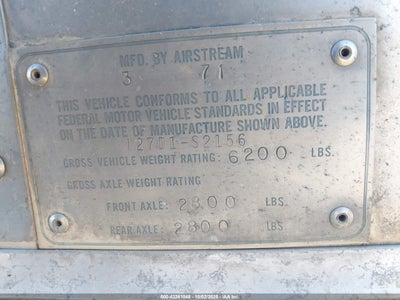 MFD. BY AIRSTREAM
3 71
THIS VEHICLE CONFORMS TO ALL APPLICABLE
FEDERAL MOTOR VEHICLE STANDARDS IN EFFECT
ON THE DATE OF MANUFACTURE SHOWN ABOVE.
127D1-S2156
GROSS VEHICLE WEIGHT RATING: 6200 LBS.
GROSS AXLE WEIGHT RATING
FRONT AXLE: 2800 LBS.
REAR AXLE: 2800 LBS